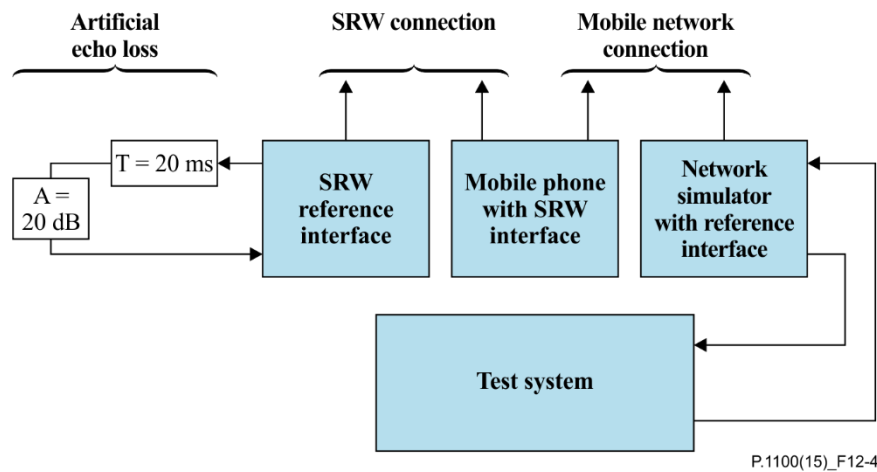 Artificial
echo loss
SRW connection
Mobile network
connection
T = 20 ms
A =
20 dB
SRW
reference
interface
Mobile phone
with SRW
interface
Network
simulator
with reference
interface
Test system
P.1100(15)_F12-4